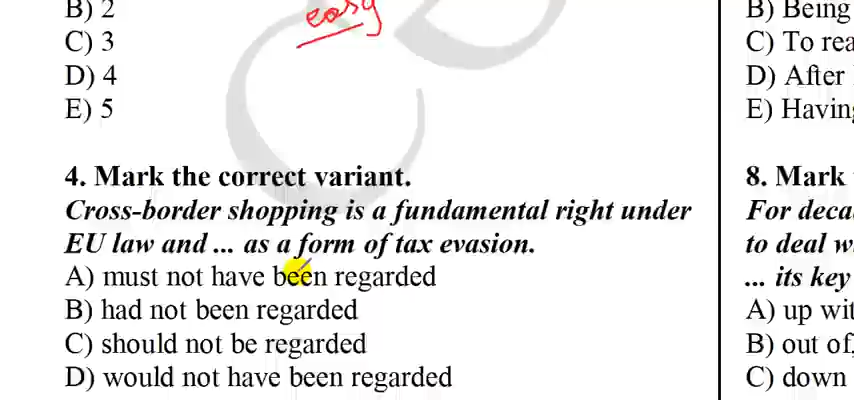 B) 2
easy
C) 3
D) 4
E) 5
4. Mark the correct variant.
Cross-border shopping is a fundamental right under
EU law and ... as a form of tax evasion.
A) must not have been regarded
B) had not been regarded
C) should not be regarded
D) would not have been regarded
B) Being
C) To rea
D) After
E) Having
8. Mark
For deca
to deal w
... its key
A) up wit
B) out of,
C) down